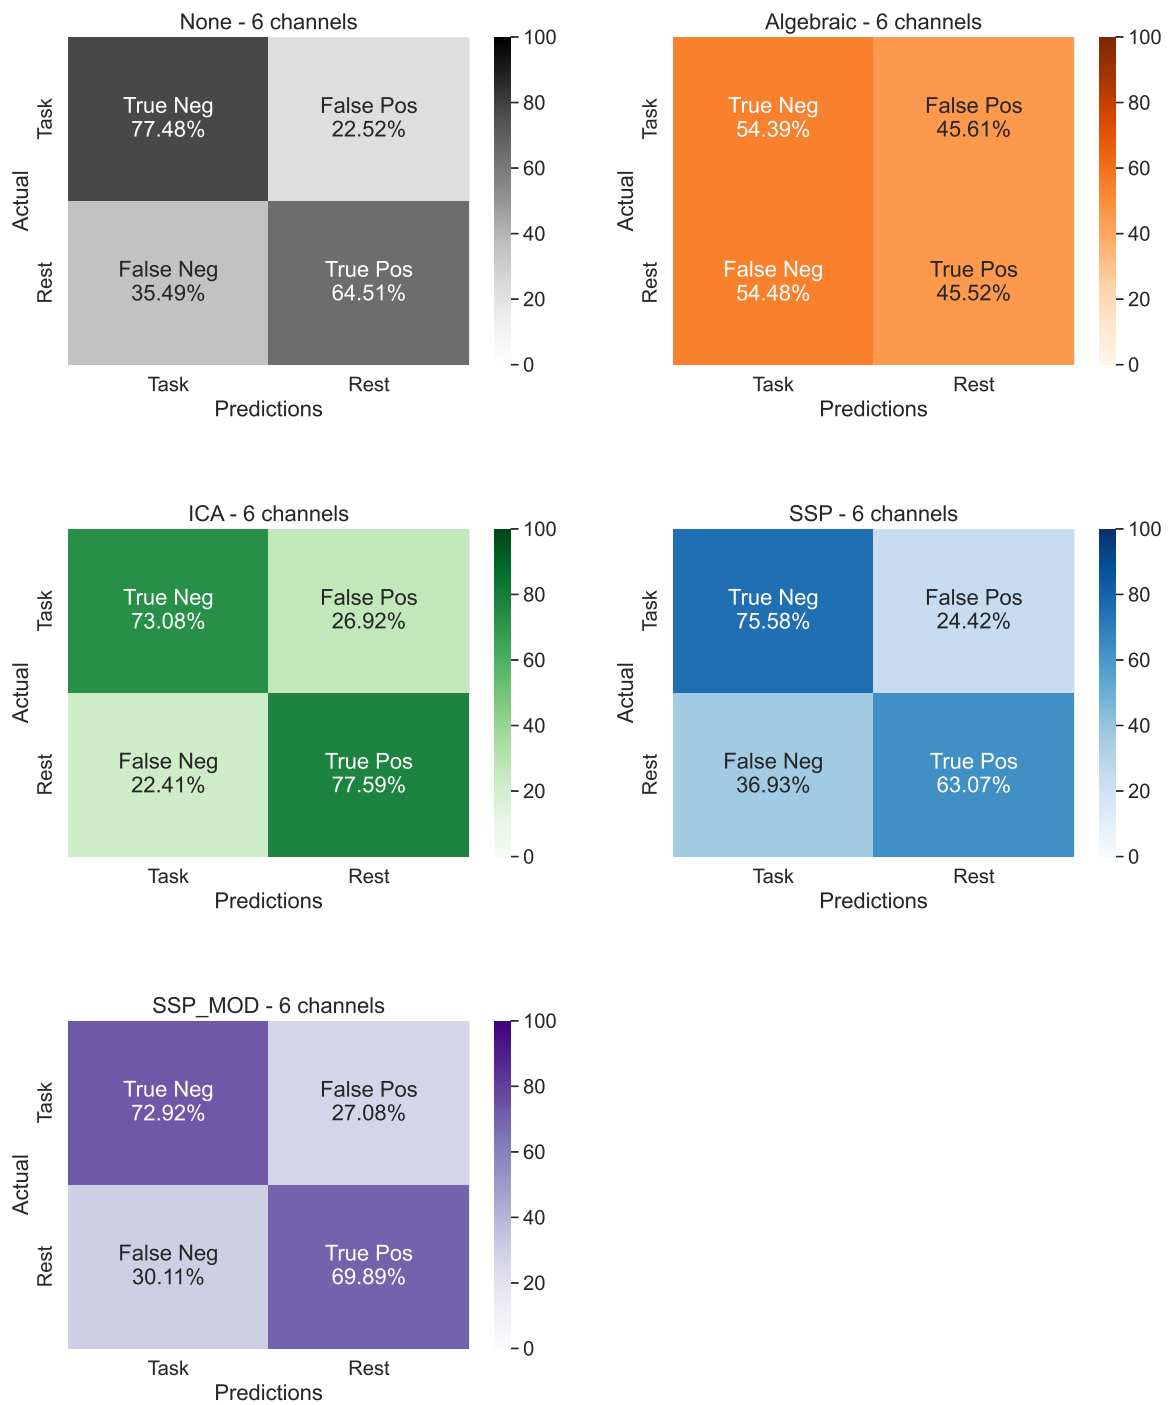 None - 6 channels
Task
True Neg
77.48%
False Pos
22.52%
Actual
Rest
False Neg
35.49%
True Pos
64.51%
Task
Rest
Predictions
100
80
60
40
20
0
Algebraic - 6 channels
Task
True Neg
54.39%
False Pos
45.61%
Actual
Rest
False Neg
54.48%
True Pos
45.52%
Task
Rest
Predictions
100
80
60
40
20
0
ICA - 6 channels
Task
True Neg
73.08%
False Pos
26.92%
Actual
Rest
False Neg
22.41%
True Pos
77.59%
Task
Rest
Predictions
100
80
60
40
20
0
SSP - 6 channels
Task
True Neg
75.58%
False Pos
24.42%
Actual
Rest
False Neg
36.93%
True Pos
63.07%
Task
Rest
Predictions
100
80
60
40
20
0
SSP_MOD - 6 channels
Task
True Neg
72.92%
False Pos
27.08%
Actual
Rest
False Neg
30.11%
True Pos
69.89%
Task
Rest
Predictions
100
80
60
40
20
0